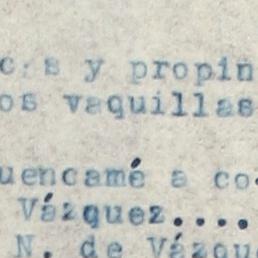 c.s y propin
os vaquillas
uencamé a co
Vázquez.....
N. de Vázqu